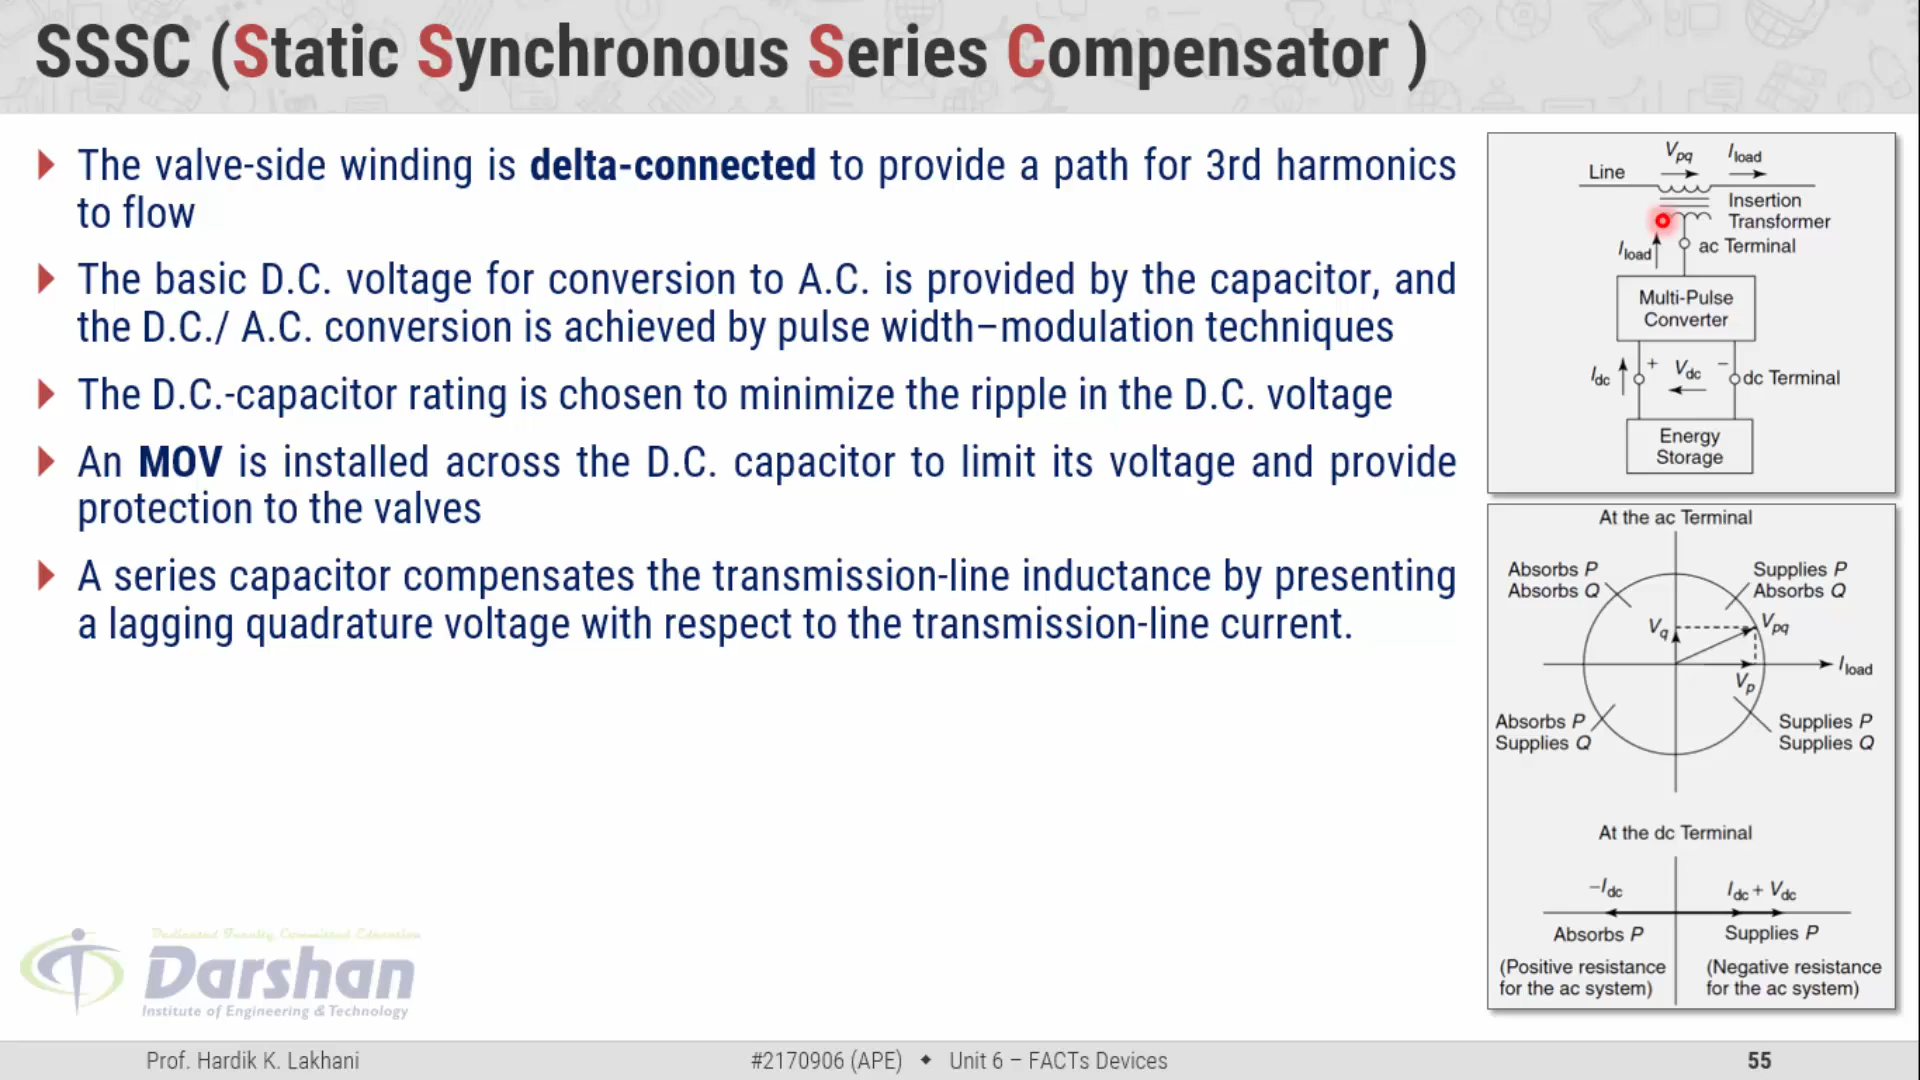 SSSC (Static Synchronous Series Compensator )
The valve-side winding is delta-connected to provide a path for 3rd harmonics
to flow
The basic D.C. voltage for conversion to A.C. is provided by the capacitor, and
the D.C./ A.C. conversion is achieved by pulse width–modulation techniques
The D.C.-capacitor rating is chosen to minimize the ripple in the D.C. voltage
An MOV is installed across the D.C. capacitor to limit its voltage and provide
protection to the valves
A series capacitor compensates the transmission-line inductance by presenting
a lagging quadrature voltage with respect to the transmission-line current.
Vpq Iload
Line
Insertion
Transformer
Iload ac Terminal
Multi-Pulse
Converter
Idc + Vdc − dc Terminal
Energy
Storage
At the ac Terminal
Absorbs P Supplies P
Absorbs Q Absorbs Q
Vq Vpq
Iload
Vp
Absorbs P Supplies P
Supplies Q Supplies Q
At the dc Terminal
−Idc Idc + Vdc
Absorbs P Supplies P
(Positive resistance (Negative resistance
for the ac system) for the ac system)
Dedicated Faculty, Committed Education
Darshan
Institute of Engineering & Technology
Prof. Hardik K. Lakhani #2170906 (APE) ◆ Unit 6 – FACTs Devices 55